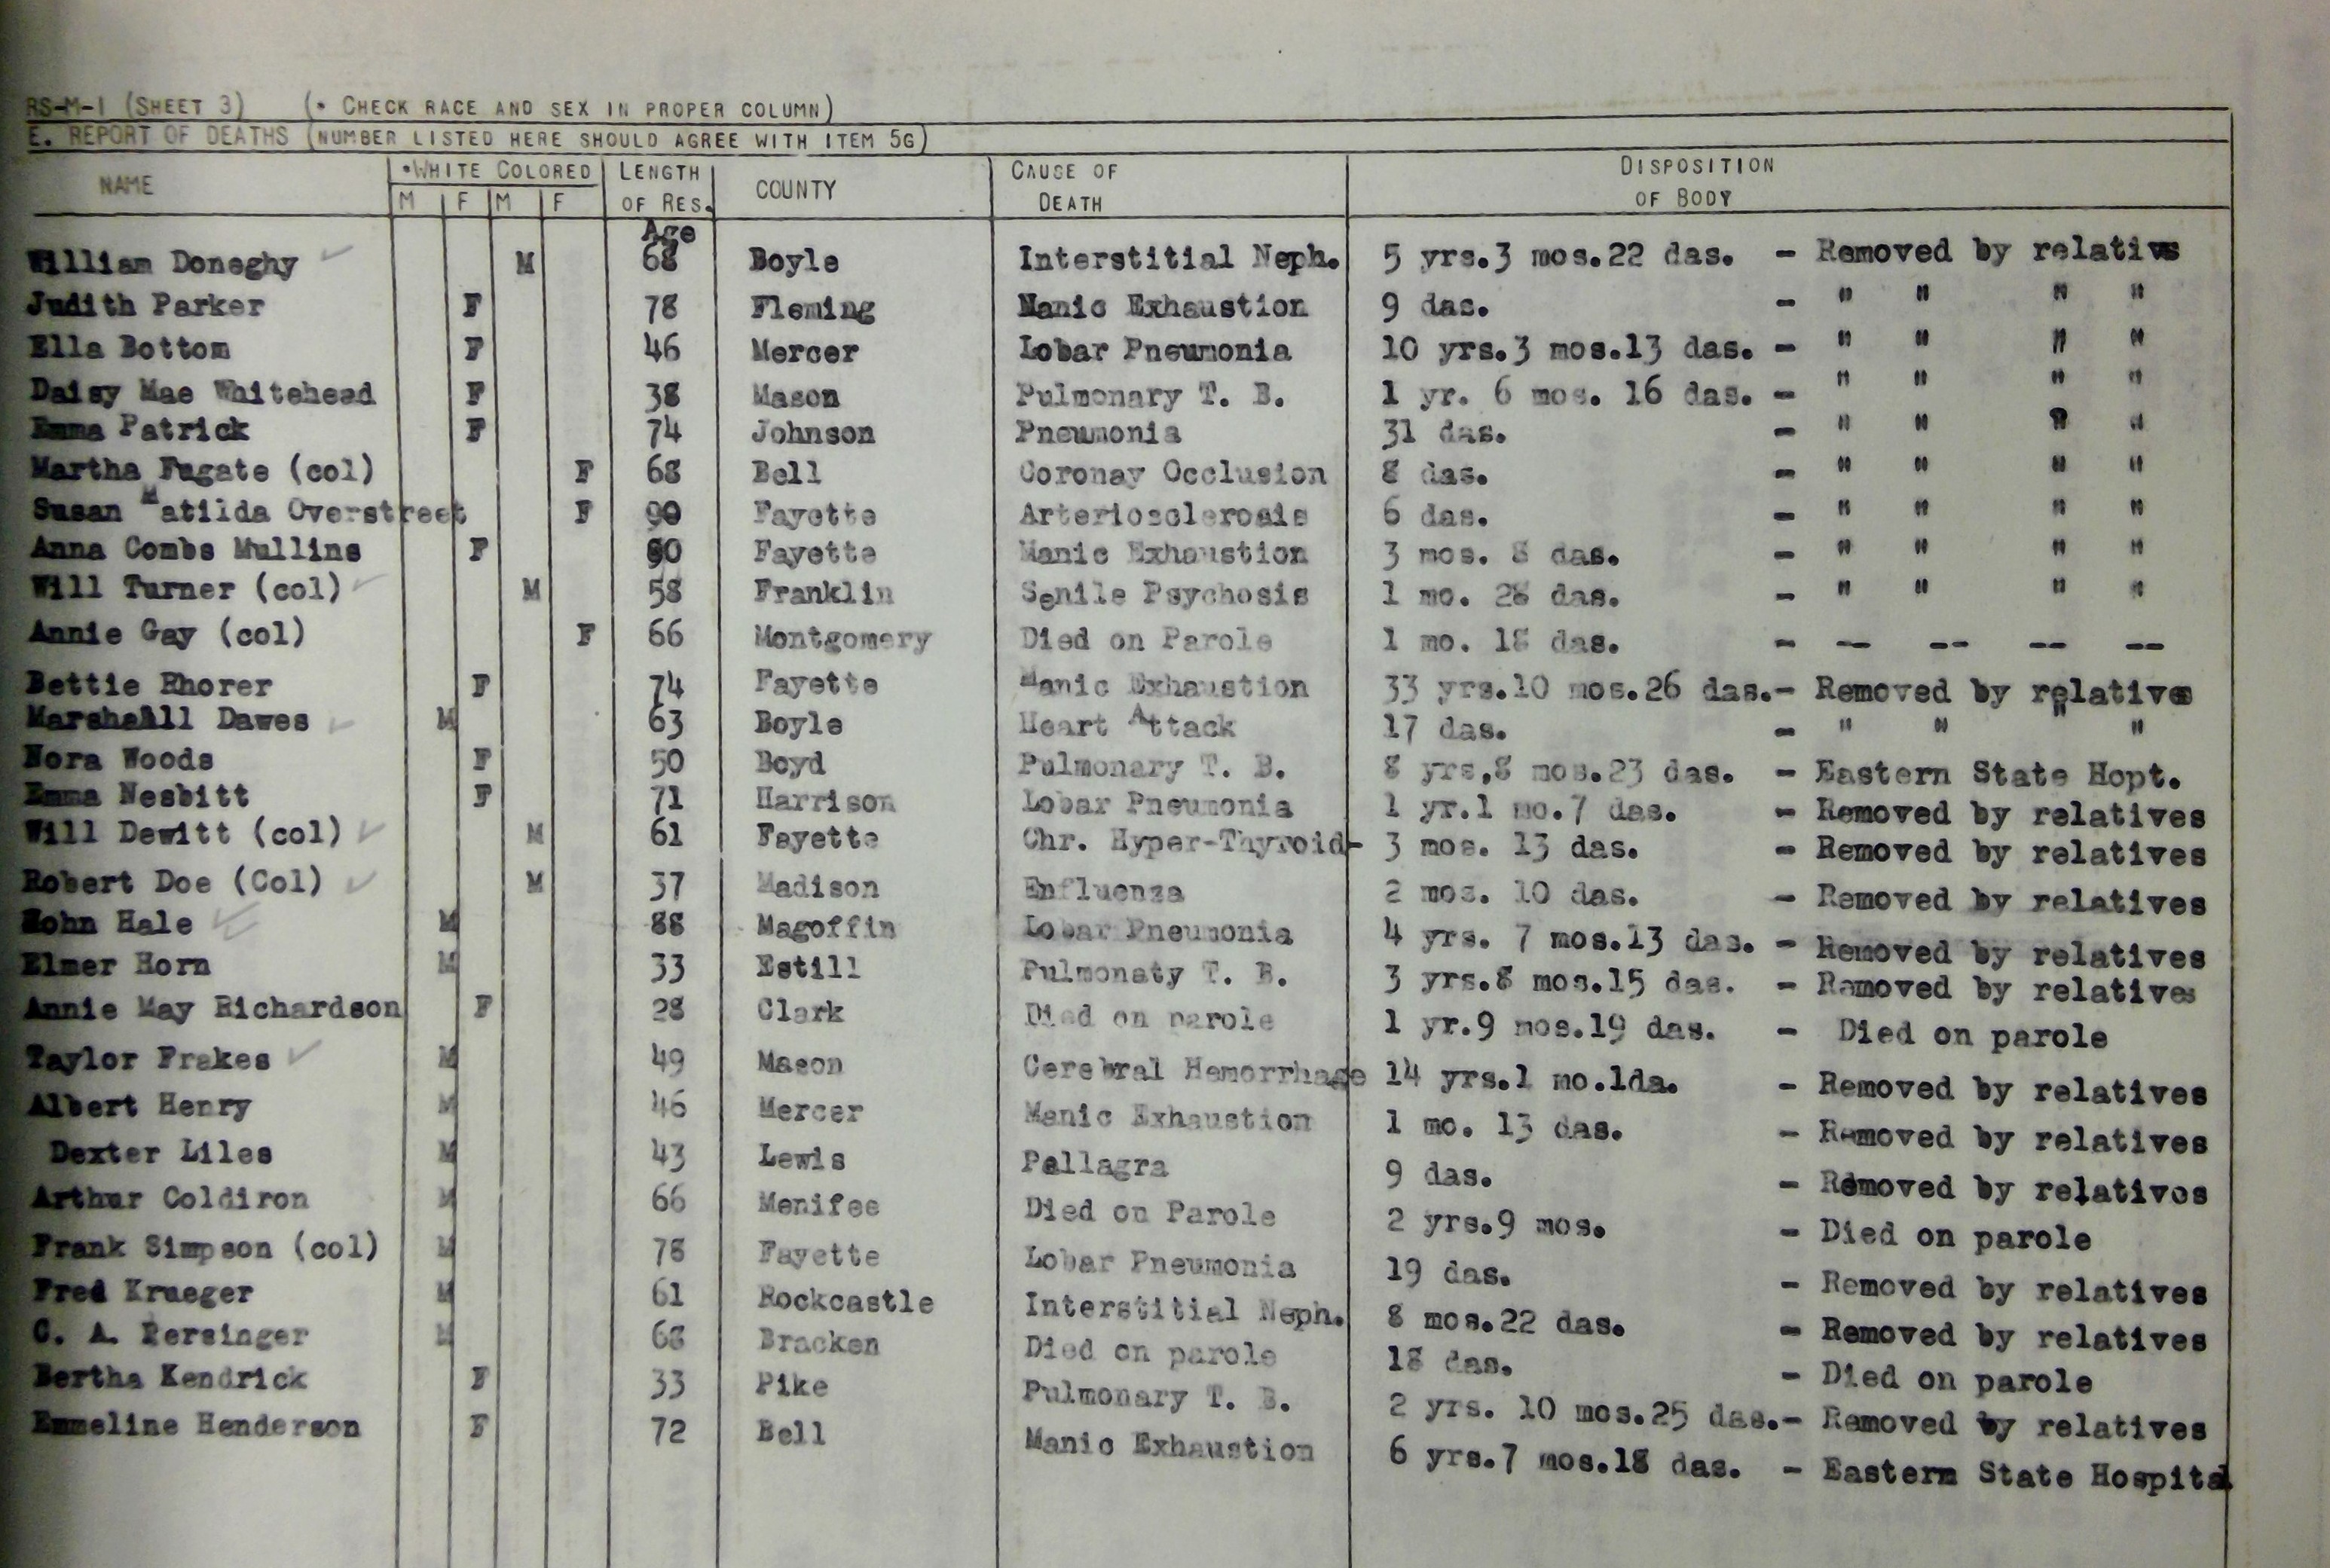 RS-M-1 (SHEET 3) (* CHECK RACE AND SEX IN PROPER COLUMN)
E. REPORT OF DEATHS (NUMBER LISTED HERE SHOULD AGREE WITH ITEM 5G)
NAME *WHITE COLORED LENGTH OF RES. COUNTY CAUSE OF DEATH DISPOSITION OF BODY
M F M F
Age
William Doneghy M 68 Boyle Interstitial Neph. 5 yrs.3 mos.22 das. - Removed by relative
Judith Parker F 78 Fleming Manic Exhaustion 9 das. - " " " "
Ella Bottom F 46 Mercer Lobar Pneumonia 10 yrs.3 mos.13 das. - " " " "
Daisy Mae Whitehead F 38 Mason Pulmonary T. B. 1 yr. 6 mos. 16 das. - " " " "
Emma Patrick F 74 Johnson Pneumonia 31 das. - " " " "
Martha Fugate (col) F 68 Bell Coronay Occlusion 8 das. - " " " "
Susan Matilda Overstreet F 90 Fayette Arteriosclerosis 6 das. - " " " "
Anna Combs Mullins F Fayette Manic Exhaustion 3 mos. 8 das. - " " " "
Will Turner (col) M 58 Franklin Senile Psychosis 1 mo. 28 das. - " " " "
Annie Gay (col) F 66 Montgomery Died on Parole 1 mo. 18 das. - -- -- -- --
Bettie Rhorer F 74 Fayette Manic Exhaustion 33 yrs.10 mos.26 das.- Removed by relatives
Marshalll Dawes M 63 Boyle Heart Attack 17 das. - " " " "
Nora Woods F 50 Boyd Pulmonary T. B. 8 yrs,8 mos.23 das. - Eastern State Hopt.
Emma Nesbitt F 71 Harrison Lobar Pneumonia 1 yr.1 mo.7 das. - Removed by relatives
Will Dewitt (col) M 61 Fayette Chr. Hyper-Thyroid- 3 mos. 13 das. - Removed by relatives
Robert Doe (Col) M 37 Madison Enfluenza 2 mos. 10 das. - Removed by relatives
Hale M 88 Magoffin Lobar Pneumonia 4 yrs. 7 mos.13 das. - Removed by relatives
Elmer Horn M 33 Estill Pulmonaty T. B. 3 yrs.8 mos.15 das. - Removed by relatives
Annie May Richardson F 28 Clark Died on parole 1 yr.9 mos.19 das. - Died on parole
Taylor Frakes M 49 Mason Cerebral Hemorrhage 14 yrs.1 mo.1da. - Removed by relatives
Albert Henry M 46 Mercer Manic Exhaustion 1 mo. 13 das. - Removed by relatives
Dexter Liles M 43 Lewis Pellagra 9 das. - Removed by relatives
Arthur Coldiron M 66 Menifee Died on Parole 2 yrs.9 mos. - Died on parole
Frank Simpson (col) M 78 Fayette Lobar Pneumonia 19 das. - Removed by relatives
Fred Krueger M 61 Rockcastle Interstitial Neph. 8 mos.22 das. - Removed by relatives
C. A. Persinger M 68 Bracken Died on parole 18 das. - Died on parole
Bertha Kendrick F 33 Pike Pulmonary T. B. 2 yrs. 10 mos.25 das.- Removed by relatives
Emmeline Henderson F 72 Bell Manic Exhaustion 6 yrs.7 mos.18 das. - Eastern State Hospital